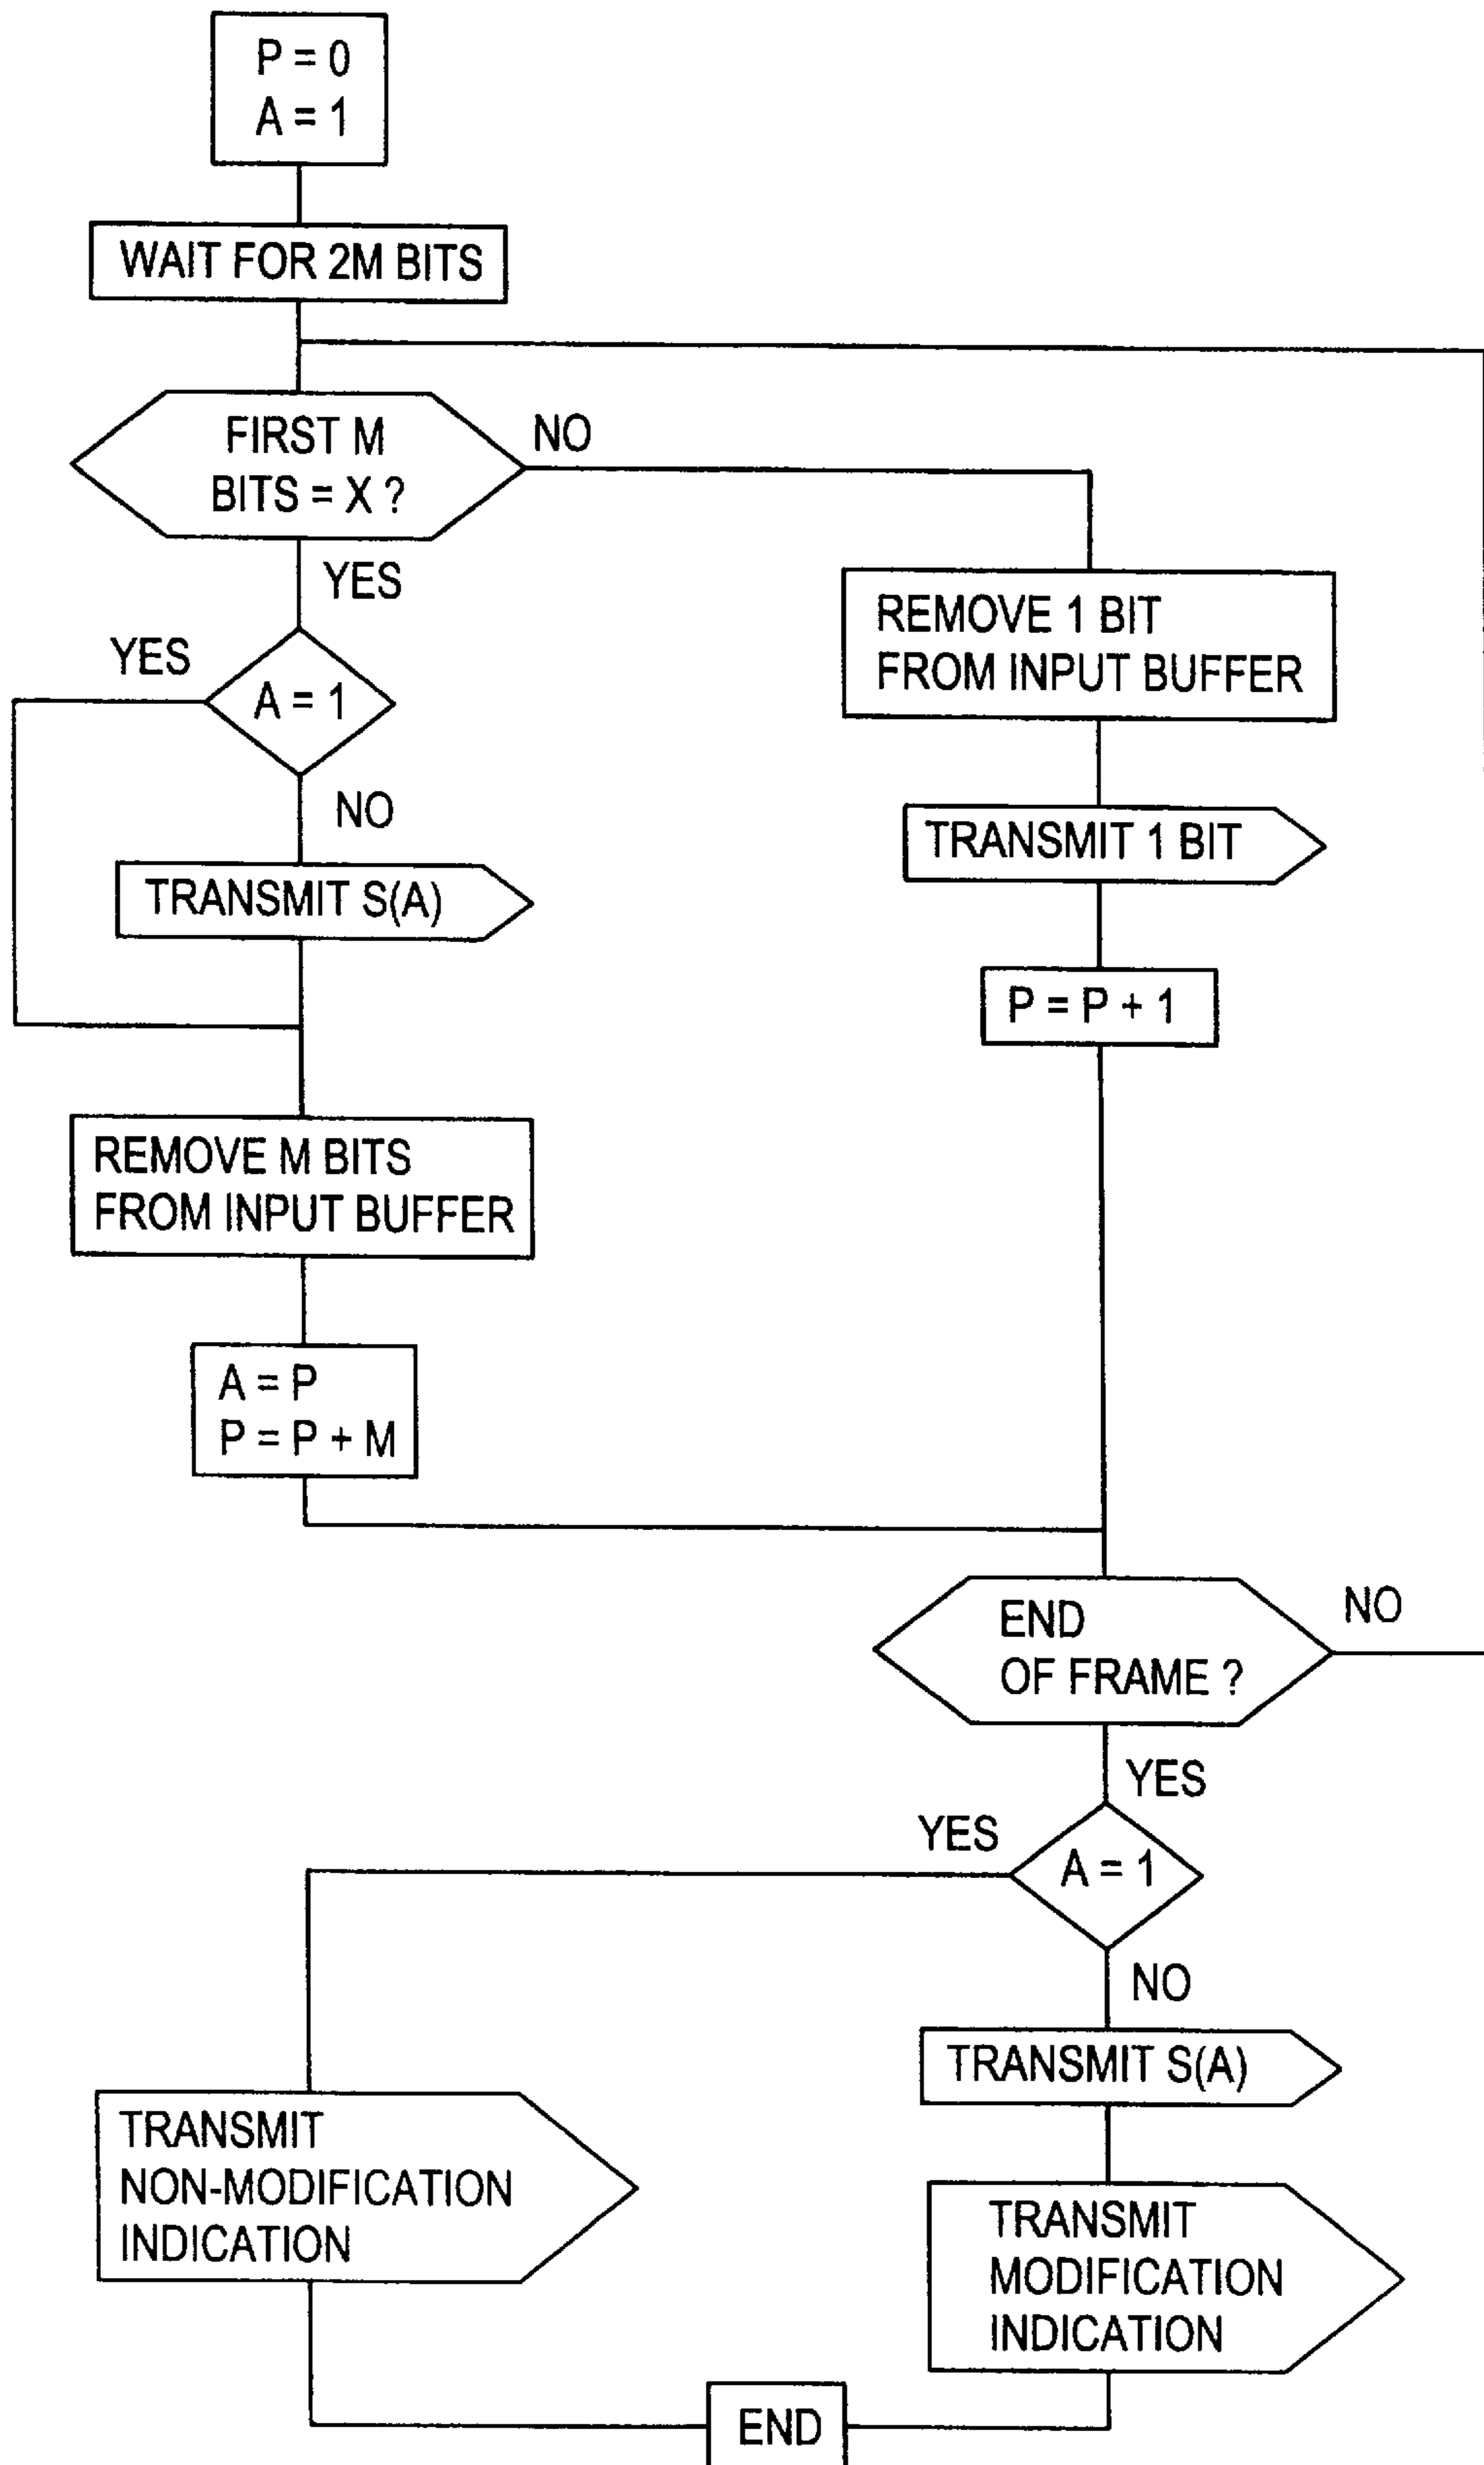 P = 0
A = 1
WAIT FOR 2M BITS
FIRST M
BITS = X ?
NO
YES
REMOVE 1 BIT
FROM INPUT BUFFER
YES
A = 1
NO
TRANSMIT 1 BIT
TRANSMIT S(A)
P = P + 1
REMOVE M BITS
FROM INPUT BUFFER
A = P
P = P + M
END
OF FRAME ?
NO
YES
YES
A = 1
NO
TRANSMIT S(A)
TRANSMIT
NON-MODIFICATION
INDICATION
TRANSMIT
MODIFICATION
INDICATION
END